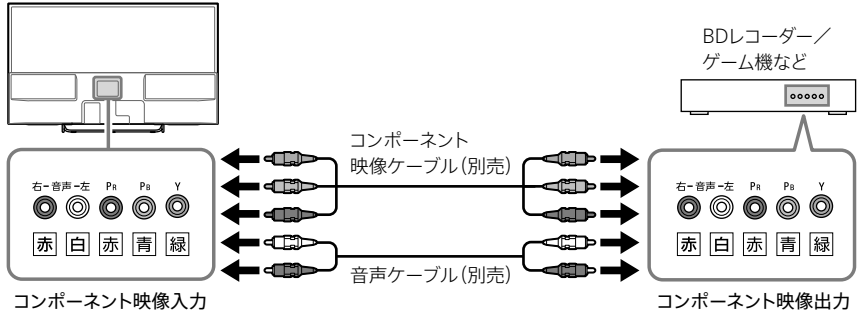 BDレコーダー／
ゲーム機など
コンポーネント
映像ケーブル（別売）
右ー音声ー左 PR PB Y
赤 白 赤 青 緑
右ー音声ー左 PR PB Y
赤 白 赤 青 緑
音声ケーブル（別売）
コンポーネント映像入力
コンポーネント映像出力